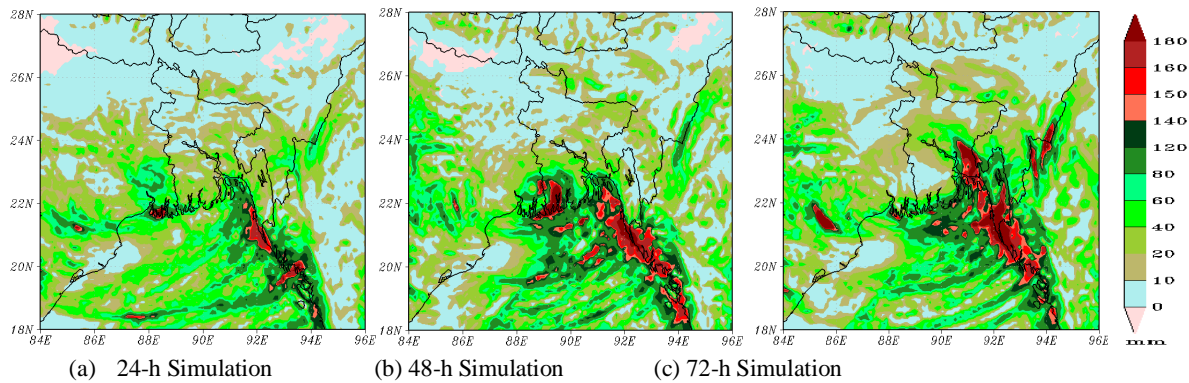 28N
26N
24N
22N
20N
18N
84E 86E 88E 90E 92E 94E 96E
28N
26N
24N
22N
20N
18N
84E 86E 88E 90E 92E 94E 96E
28N
26N
24N
22N
20N
18N
84E 86E 88E 90E 92E 94E 96E
180
160
140
120
80
60
40
20
10
0
mm
(a) 24-h Simulation (b) 48-h Simulation (c) 72-h Simulation